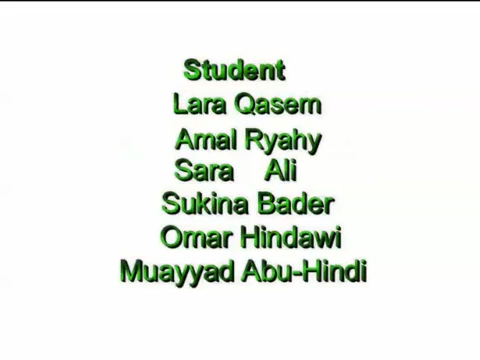 Student
Lara Qasem
Amal Ryahy
Sara Ali
Sukina Bader
Omar Hindawi
Muayyad Abu-Hindi